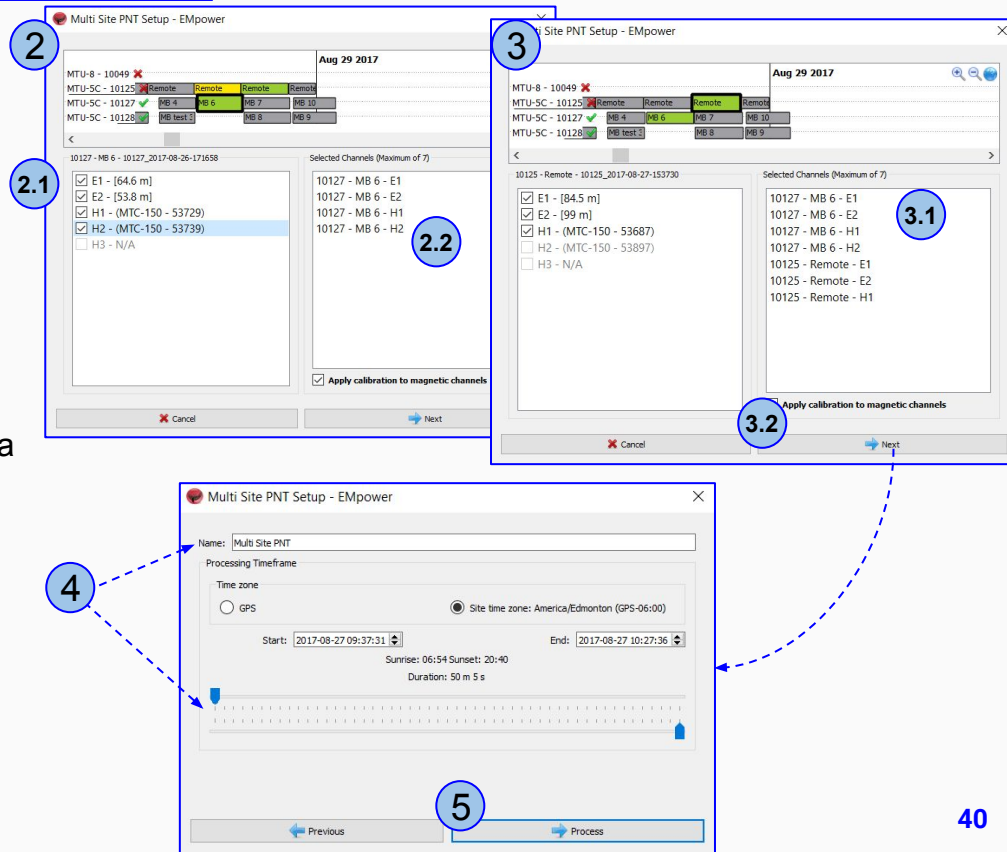 2
Multi Site PNT Setup - EMpower
Aug 29 2017
MTU-8 - 10049
MTU-5C - 10125 Remote Remote Remote Remote
MTU-5C - 10127 MB 4 MB 6 MB 7 MB 10
MTU-5C - 10128 MB test 3 MB 8 MB 9
2.1
10127 - MB 6 - 10127_2017-08-26-171658
E1 - [64.6 m]
E2 - [53.8 m]
H1 - (MTC-150 - 53729)
H2 - (MTC-150 - 53739)
H3 - N/A
Selected Channels (Maximum of 7)
10127 - MB 6 - E1
10127 - MB 6 - E2
10127 - MB 6 - H1
10127 - MB 6 - H2
2.2
Apply calibration to magnetic channels
Cancel
Next
3
i Site PNT Setup - EMpower
Aug 29 2017
MTU-8 - 10049
MTU-5C - 10125 Remote Remote Remote Remote
MTU-5C - 10127 MB 4 MB 6 MB 7 MB 10
MTU-5C - 10128 MB test 3 MB 8 MB 9
10125 - Remote - 10125_2017-08-27-153730
E1 - [84.5 m]
E2 - [99 m]
H1 - (MTC-150 - 53687)
H2 - (MTC-150 - 53897)
H3 - N/A
Selected Channels (Maximum of 7)
10127 - MB 6 - E1
10127 - MB 6 - E2
10127 - MB 6 - H1
10127 - MB 6 - H2
10125 - Remote - E1
10125 - Remote - E2
10125 - Remote - H1
3.1
Apply calibration to magnetic channels
3.2
Cancel
Next
a
Multi Site PNT Setup - EMpower
4
Name: Multi Site PNT
Processing Timeframe
Time zone
GPS
Site time zone: America/Edmonton (GPS-06:00)
Start: 2017-08-27 09:37:31
End: 2017-08-27 10:27:36
Sunrise: 06:54 Sunset: 20:40
Duration: 50 m 5 s
5
Previous
Process
40